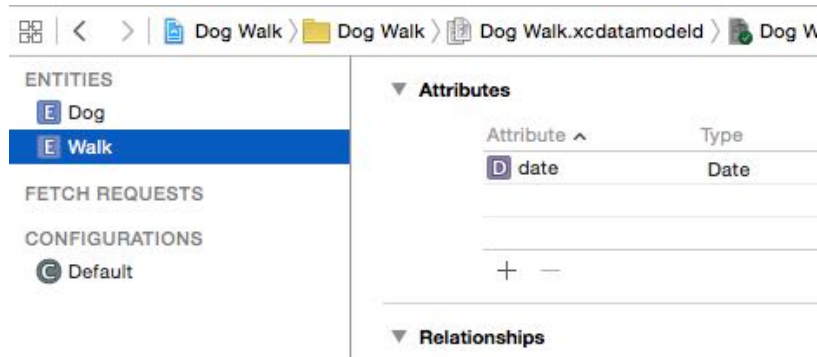 Dog Walk 〉 Dog Walk 〉 Dog Walk.xcdatamodeld 〉 Dog W
ENTITIES
E Dog
E Walk
FETCH REQUESTS
CONFIGURATIONS
C Default
Attributes
Attribute Type
D date Date
+ −
Relationships